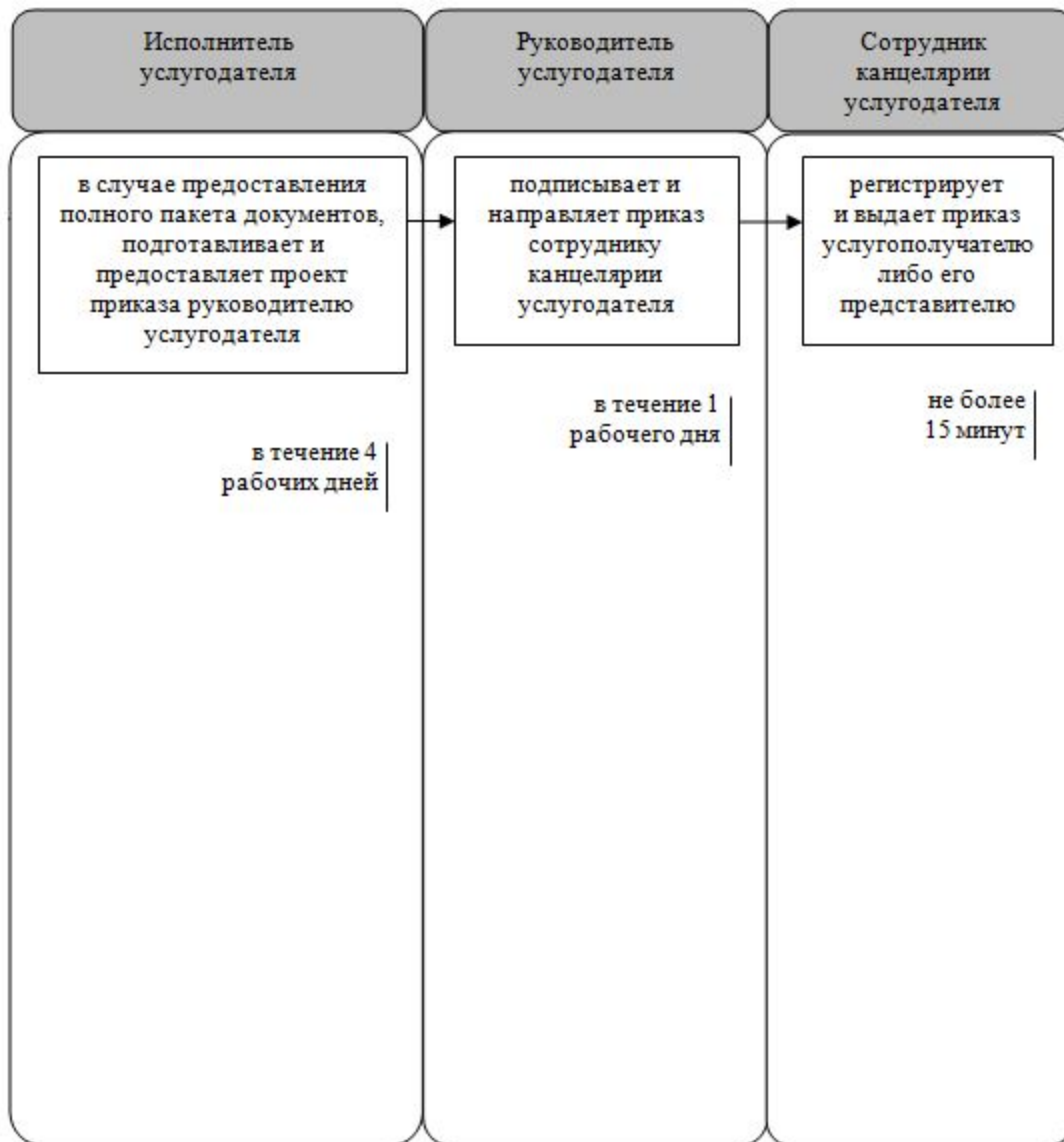 Исполнитель
услугодателя
Руководитель
услугодателя
Сотрудник
канцелярии
услугодателя
в случае предоставления
полного пакета документов,
подготавливает и
предоставляет проект
приказа руководителю
услугодателя
подписывает и
направляет приказ
сотруднику
канцелярии
услугодателя
регистрирует
и выдает приказ
услугополучателю
либо его
представителю
в течение 4
рабочих дней
в течение 1
рабочего дня
не более
15 минут